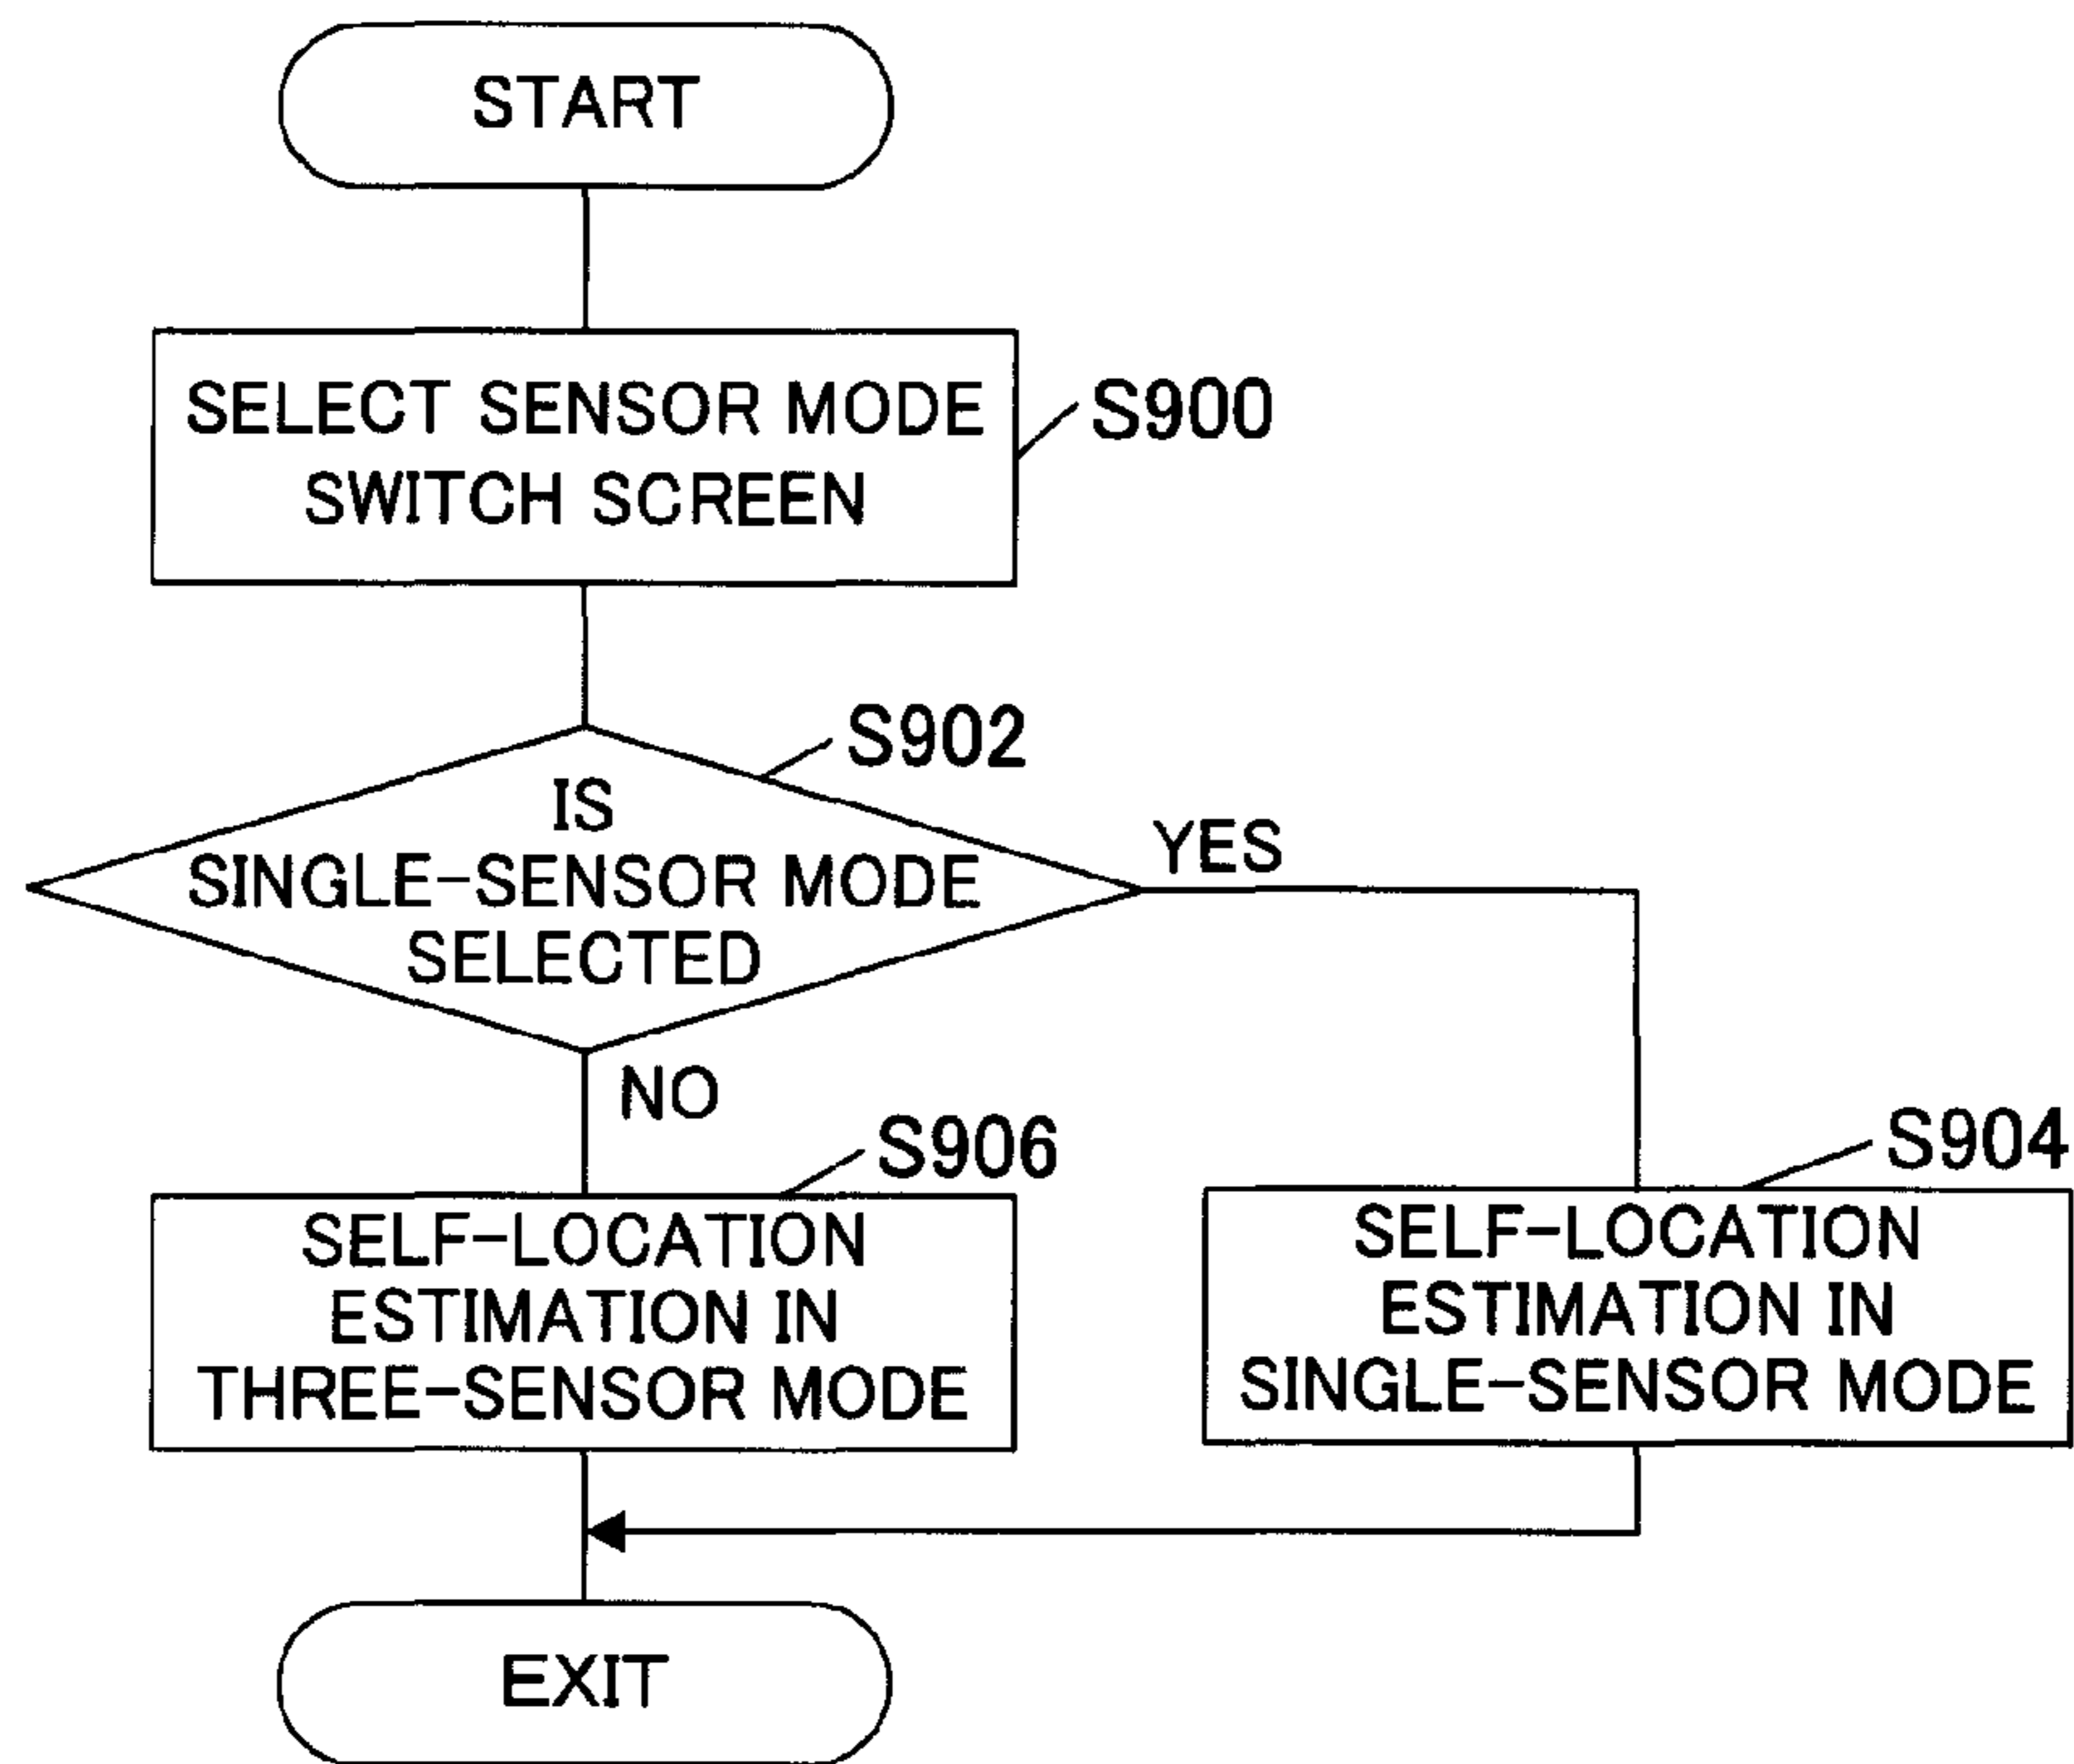 START
SELECT SENSOR MODE
SWITCH SCREEN
S900
S902
IS
SINGLE-SENSOR MODE
SELECTED
YES
NO
S906
SELF-LOCATION
ESTIMATION IN
THREE-SENSOR MODE
S904
SELF-LOCATION
ESTIMATION IN
SINGLE-SENSOR MODE
EXIT